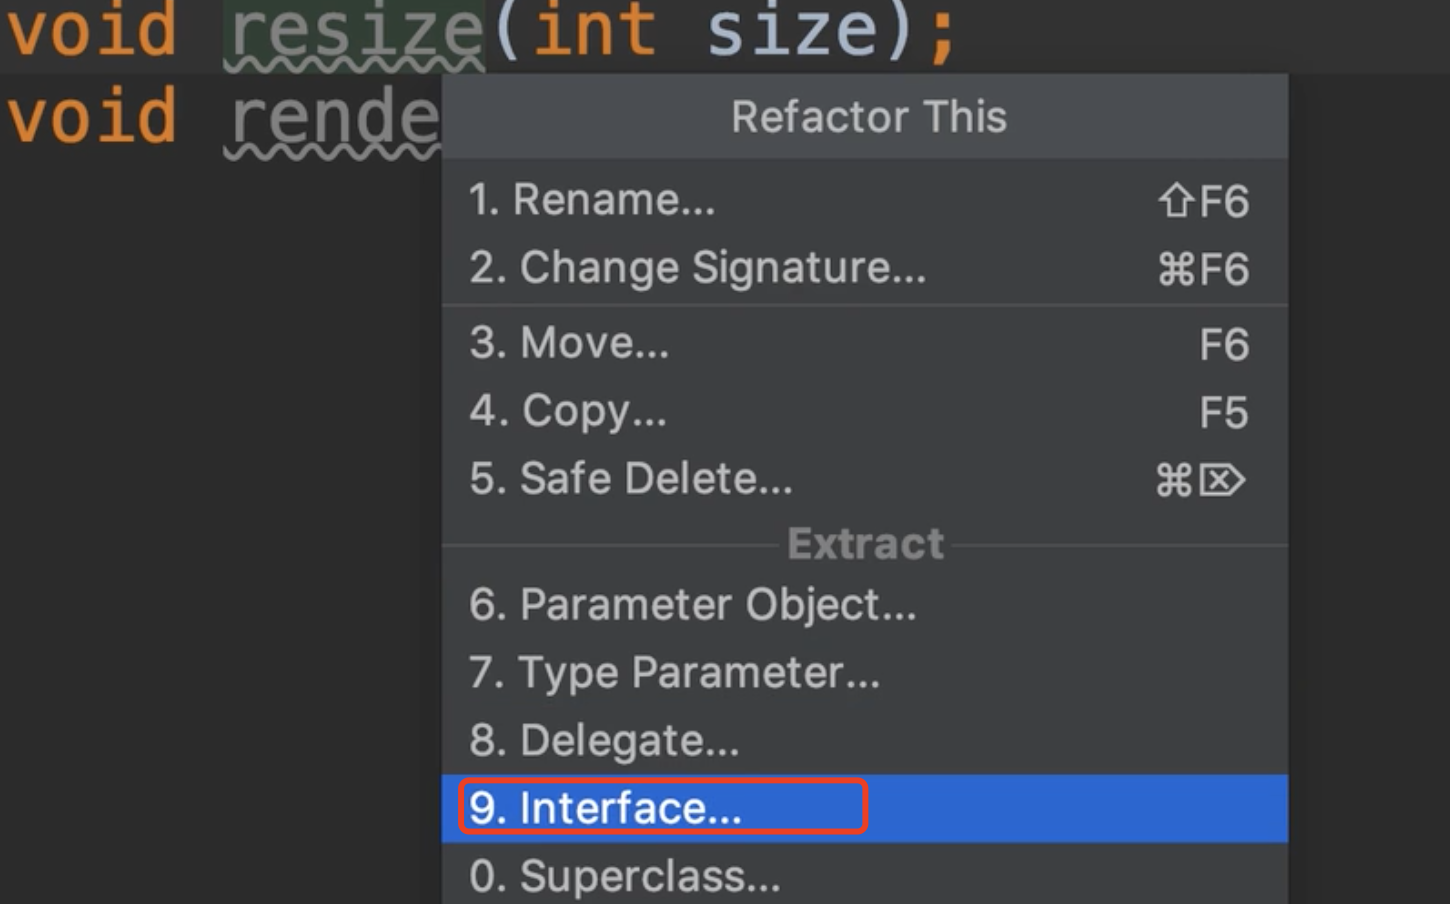 void resize(int size);
void rende
Refactor This
1. Rename... ⇧F6
2. Change Signature... ⌘F6
3. Move... F6
4. Copy... F5
5. Safe Delete... ⌘⌦
Extract
6. Parameter Object...
7. Type Parameter...
8. Delegate...
9. Interface...
0. Superclass...